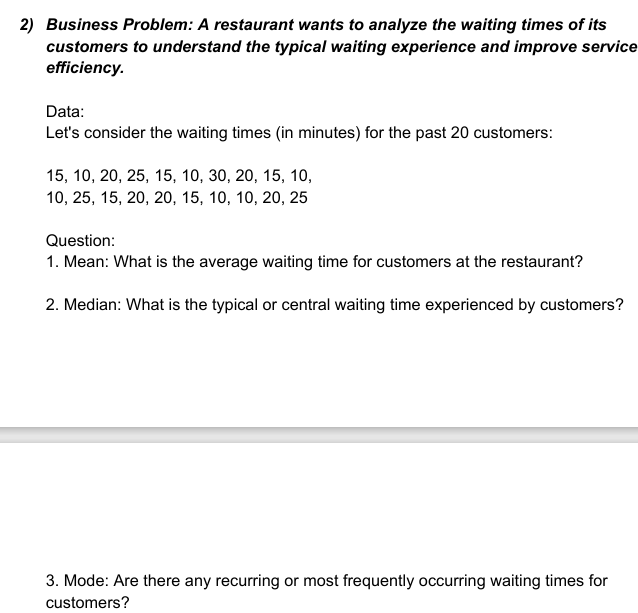 2) Business Problem: A restaurant wants to analyze the waiting times of its
customers to understand the typical waiting experience and improve service
efficiency.
Data:
Let's consider the waiting times (in minutes) for the past 20 customers:
15, 10, 20, 25, 15, 10, 30, 20, 15, 10,
10, 25, 15, 20, 20, 15, 10, 10, 20, 25
Question:
1. Mean: What is the average waiting time for customers at the restaurant?
2. Median: What is the typical or central waiting time experienced by customers?
3. Mode: Are there any recurring or most frequently occurring waiting times for
customers?